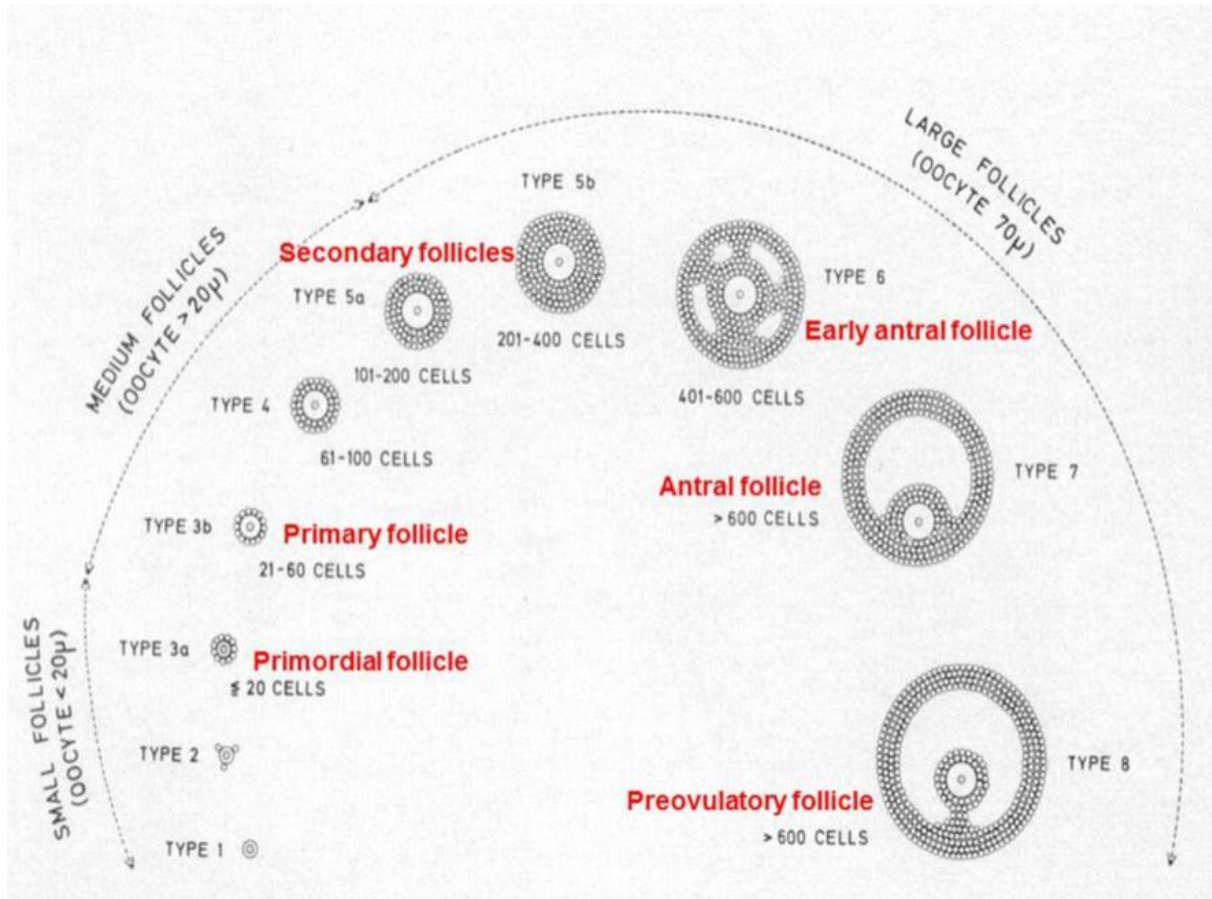 SMALL FOLLICLES
(OOCYTE < 20µ)
MEDIUM FOLLICLES
(OOCYTE > 20µ)
LARGE FOLLICLES
(OOCYTE 70µ)
TYPE 1
TYPE 2
TYPE 3a
Primordial follicle
≦ 20 CELLS
TYPE 3b
Primary follicle
21-60 CELLS
TYPE 4
61-100 CELLS
Secondary follicles
TYPE 5a
101-200 CELLS
TYPE 5b
201-400 CELLS
TYPE 6
Early antral follicle
401-600 CELLS
TYPE 7
Antral follicle
> 600 CELLS
TYPE 8
Preovulatory follicle
> 600 CELLS